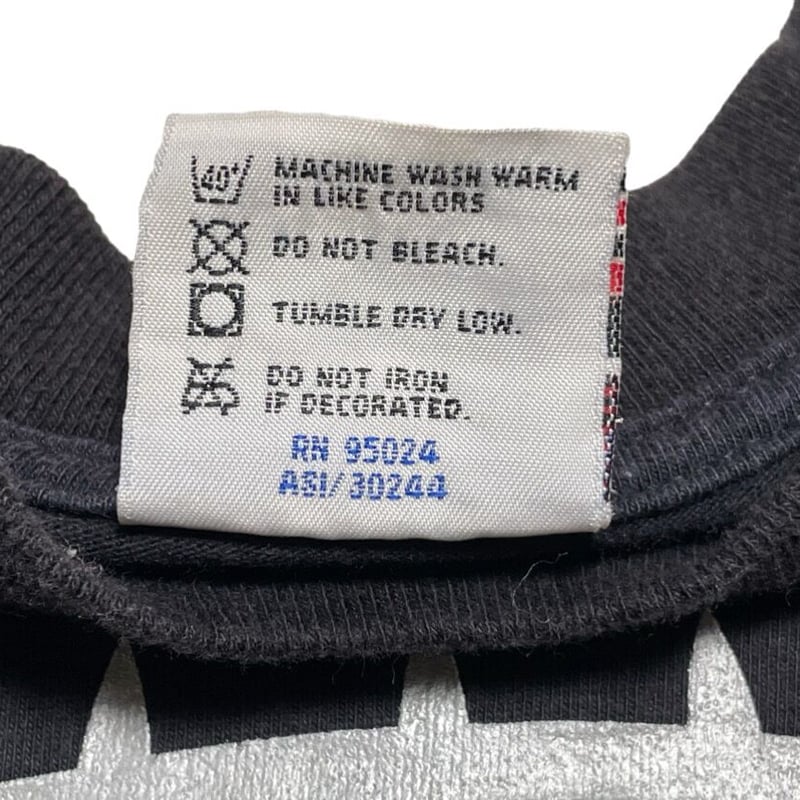 40°
MACHINE WASH WARM
IN LIKE COLORS
DO NOT BLEACH.
TUMBLE DRY LOW.
DO NOT IRON
IF DECORATED.
RN 95024
ASI/30244